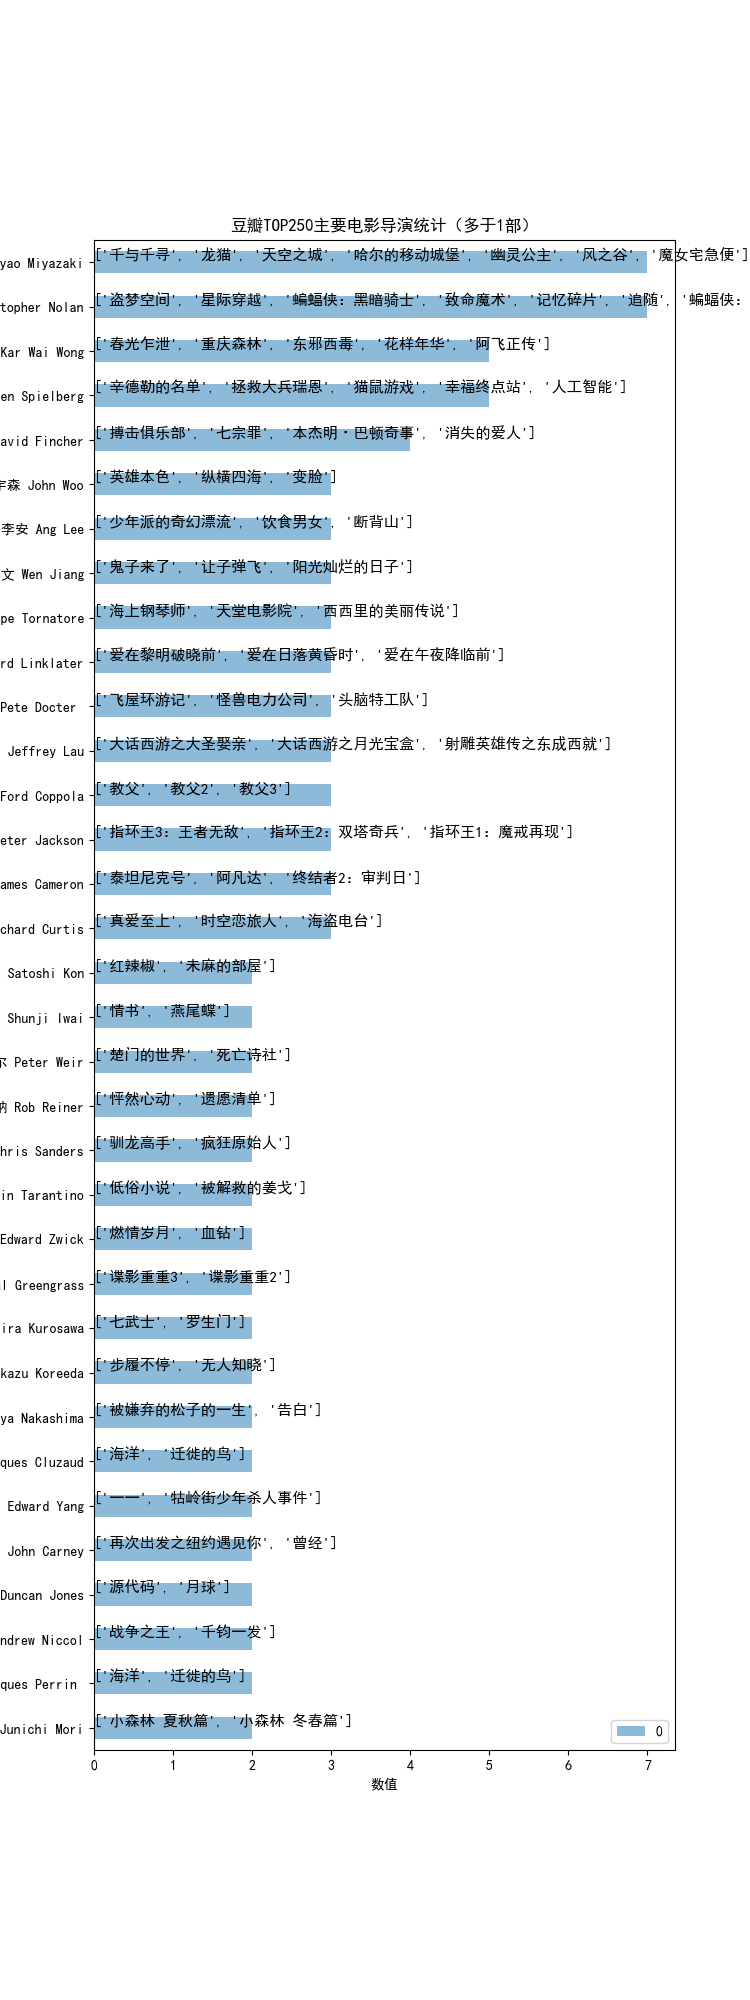 豆瓣TOP250主要电影导演统计（多于1部）
yao Miyazaki ['千与千寻', '龙猫', '天空之城', '哈尔的移动城堡', '幽灵公主', '风之谷', '魔女宅急便']
topher Nolan ['盗梦空间', '星际穿越', '蝙蝠侠：黑暗骑士', '致命魔术', '记忆碎片', '追随', '蝙蝠侠：
Kar Wai Wong ['春光乍泄', '重庆森林', '东邪西毒', '花样年华', '阿飞正传']
en Spielberg ['辛德勒的名单', '拯救大兵瑞恩', '猫鼠游戏', '幸福终点站', '人工智能']
avid Fincher ['搏击俱乐部', '七宗罪', '本杰明·巴顿奇事', '消失的爱人']
宇森 John Woo ['英雄本色', '纵横四海', '变脸']
李安 Ang Lee ['少年派的奇幻漂流', '饮食男女', '断背山']
文 Wen Jiang ['鬼子来了', '让子弹飞', '阳光灿烂的日子']
pe Tornatore ['海上钢琴师', '天堂电影院', '西西里的美丽传说']
rd Linklater ['爱在黎明破晓前', '爱在日落黄昏时', '爱在午夜降临前']
Pete Docter ['飞屋环游记', '怪兽电力公司', '头脑特工队']
Jeffrey Lau ['大话西游之大圣娶亲', '大话西游之月光宝盒', '射雕英雄传之东成西就']
Ford Coppola ['教父', '教父2', '教父3']
eter Jackson ['指环王3：王者无敌', '指环王2：双塔奇兵', '指环王1：魔戒再现']
ames Cameron ['泰坦尼克号', '阿凡达', '终结者2：审判日']
chard Curtis ['真爱至上', '时空恋旅人', '海盗电台']
Satoshi Kon ['红辣椒', '未麻的部屋']
Shunji Iwai ['情书', '燕尾蝶']
尔 Peter Weir ['楚门的世界', '死亡诗社']
纳 Rob Reiner ['怦然心动', '遗愿清单']
hris Sanders ['驯龙高手', '疯狂原始人']
in Tarantino ['低俗小说', '被解救的姜戈']
Edward Zwick ['燃情岁月', '血钻']
ul Greengrass ['谍影重重3', '谍影重重2']
ira Kurosawa ['七武士', '罗生门']
kazu Koreeda ['步履不停', '无人知晓']
ya Nakashima ['被嫌弃的松子的一生', '告白']
ques Cluzaud ['海洋', '迁徙的鸟']
Edward Yang ['一一', '牯岭街少年杀人事件']
John Carney ['再次出发之纽约遇见你', '曾经']
Duncan Jones ['源代码', '月球']
ndrew Niccol ['战争之王', '千钧一发']
ques Perrin ['海洋', '迁徙的鸟']
Junichi Mori ['小森林 夏秋篇', '小森林 冬春篇']
0
0 1 2 3 4 5 6 7
数值